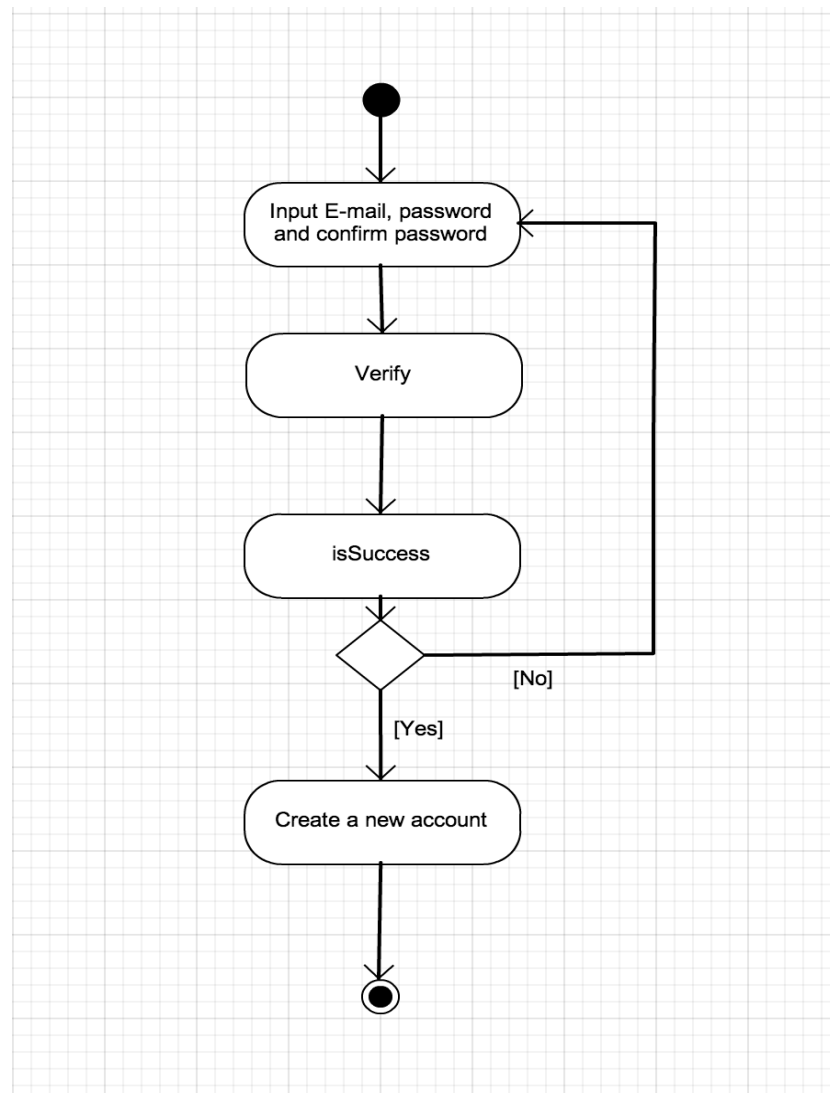 Input E-mail, password
and confirm password
Verify
isSuccess
[No]
[Yes]
Create a new account